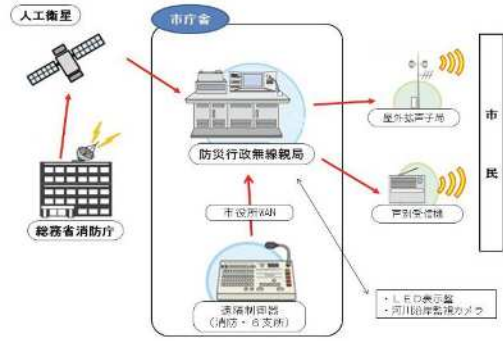 人工衛星
市庁舎
屋外拡声子局
防災行政無線親局
市民
戸別受信機
市役所WAN
総務省消防庁
遠隔制御器
(消防・6支所)
・LED表示盤
・河川沿岸監視カメラ